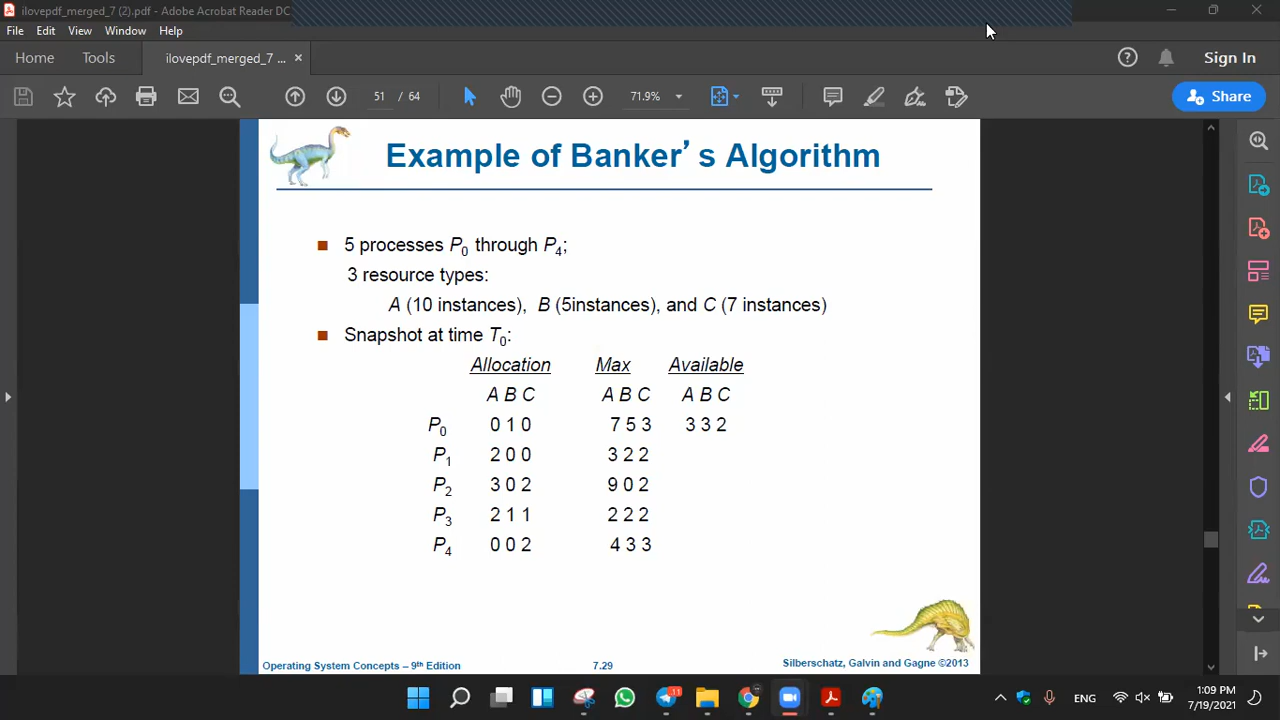 ilovepdf_merged_7 (2).pdf - Adobe Acrobat Reader DC
File Edit View Window Help
Home Tools ilovepdf_merged_7 ... × Sign In
51 / 64 71.9% Share
Example of Banker’s Algorithm
5 processes P0 through P4;
3 resource types:
A (10 instances), B (5instances), and C (7 instances)
Snapshot at time T0:
Allocation Max Available
A B C A B C A B C
P0 0 1 0 7 5 3 3 3 2
P1 2 0 0 3 2 2
P2 3 0 2 9 0 2
P3 2 1 1 2 2 2
P4 0 0 2 4 3 3
Operating System Concepts – 9th Edition 7.29 Silberschatz, Galvin and Gagne ©2013
11 ENG 1:09 PM
7/19/2021